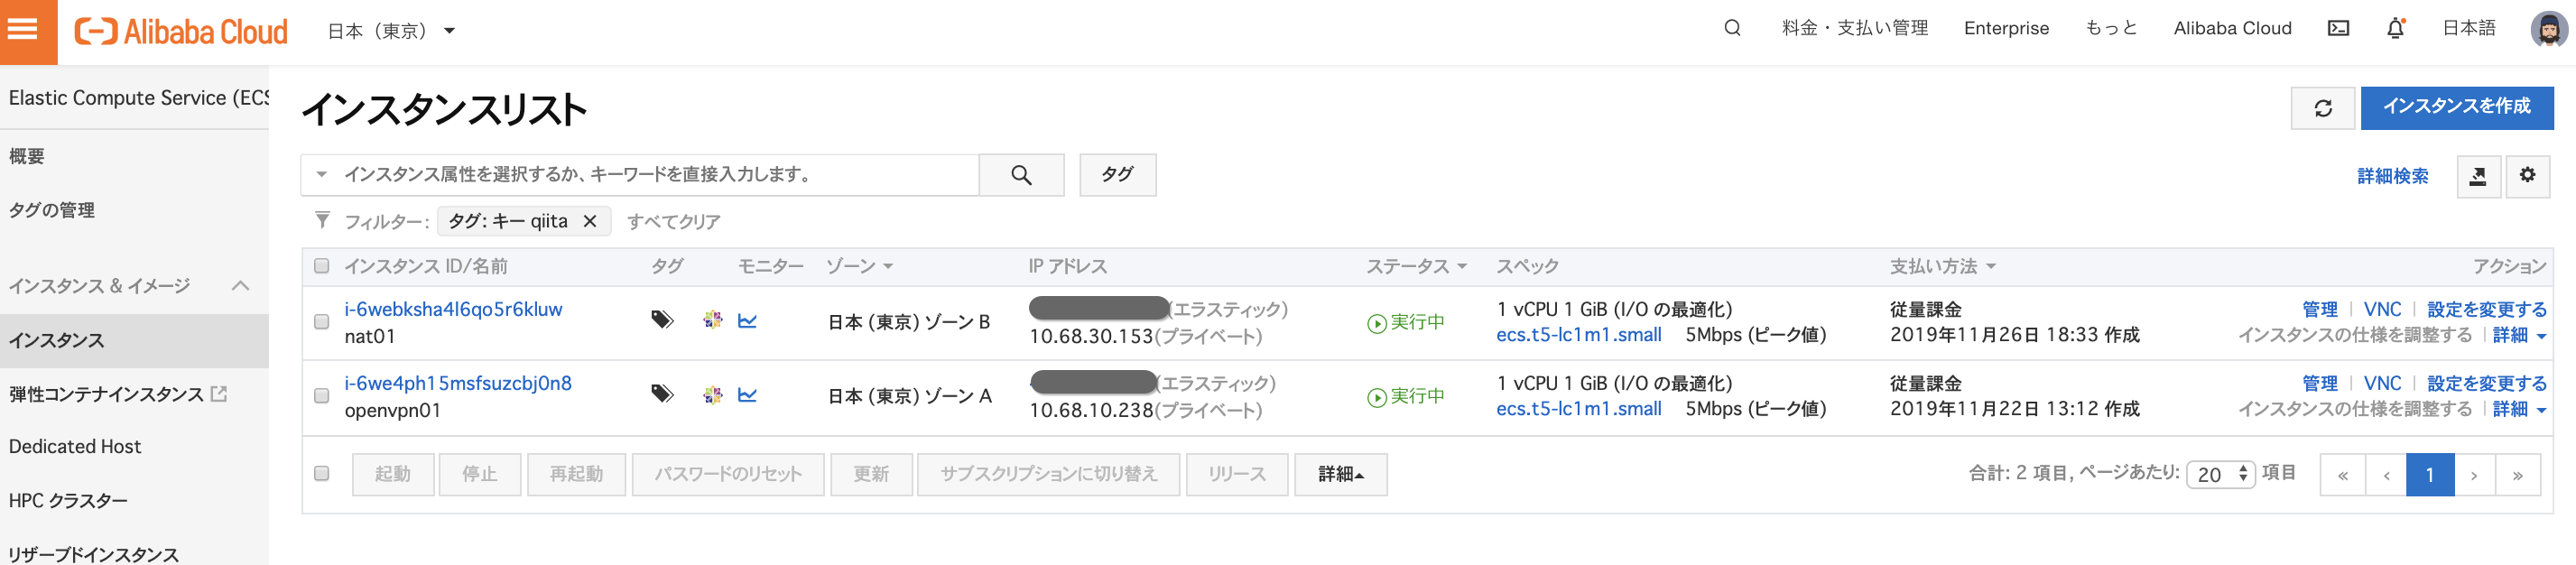 Alibaba Cloud
日本（東京）
料金・支払い管理
Enterprise
もっと
Alibaba Cloud
日本語
Elastic Compute Service (ECS
概要
タグの管理
インスタンス & イメージ
インスタンス
弾性コンテナインスタンス
Dedicated Host
HPC クラスター
リザーブドインスタンス
インスタンスリスト
インスタンスを作成
インスタンス属性を選択するか、キーワードを直接入力します。
タグ
詳細検索
フィルター: タグ: キー qiita すべてクリア
インスタンス ID/名前 タグ モニター ゾーン IP アドレス ステータス スペック 支払い方法 アクション
i-6webksha4l6qo5r6kluw
nat01
日本 (東京) ゾーン B
(エラスティック)
10.68.30.153(プライベート)
実行中
1 vCPU 1 GiB (I/O の最適化)
ecs.t5-lc1m1.small 5Mbps (ピーク値)
従量課金
2019年11月26日 18:33 作成
管理 | VNC | 設定を変更する
インスタンスの仕様を調整する | 詳細
i-6we4ph15msfsuzcbj0n8
openvpn01
日本 (東京) ゾーン A
(エラスティック)
10.68.10.238(プライベート)
実行中
1 vCPU 1 GiB (I/O の最適化)
ecs.t5-lc1m1.small 5Mbps (ピーク値)
従量課金
2019年11月22日 13:12 作成
管理 | VNC | 設定を変更する
インスタンスの仕様を調整する | 詳細
起動 停止 再起動 パスワードのリセット 更新 サブスクリプションに切り替え リリース 詳細
合計: 2 項目, ページあたり: 20 項目 « ‹ 1 › »